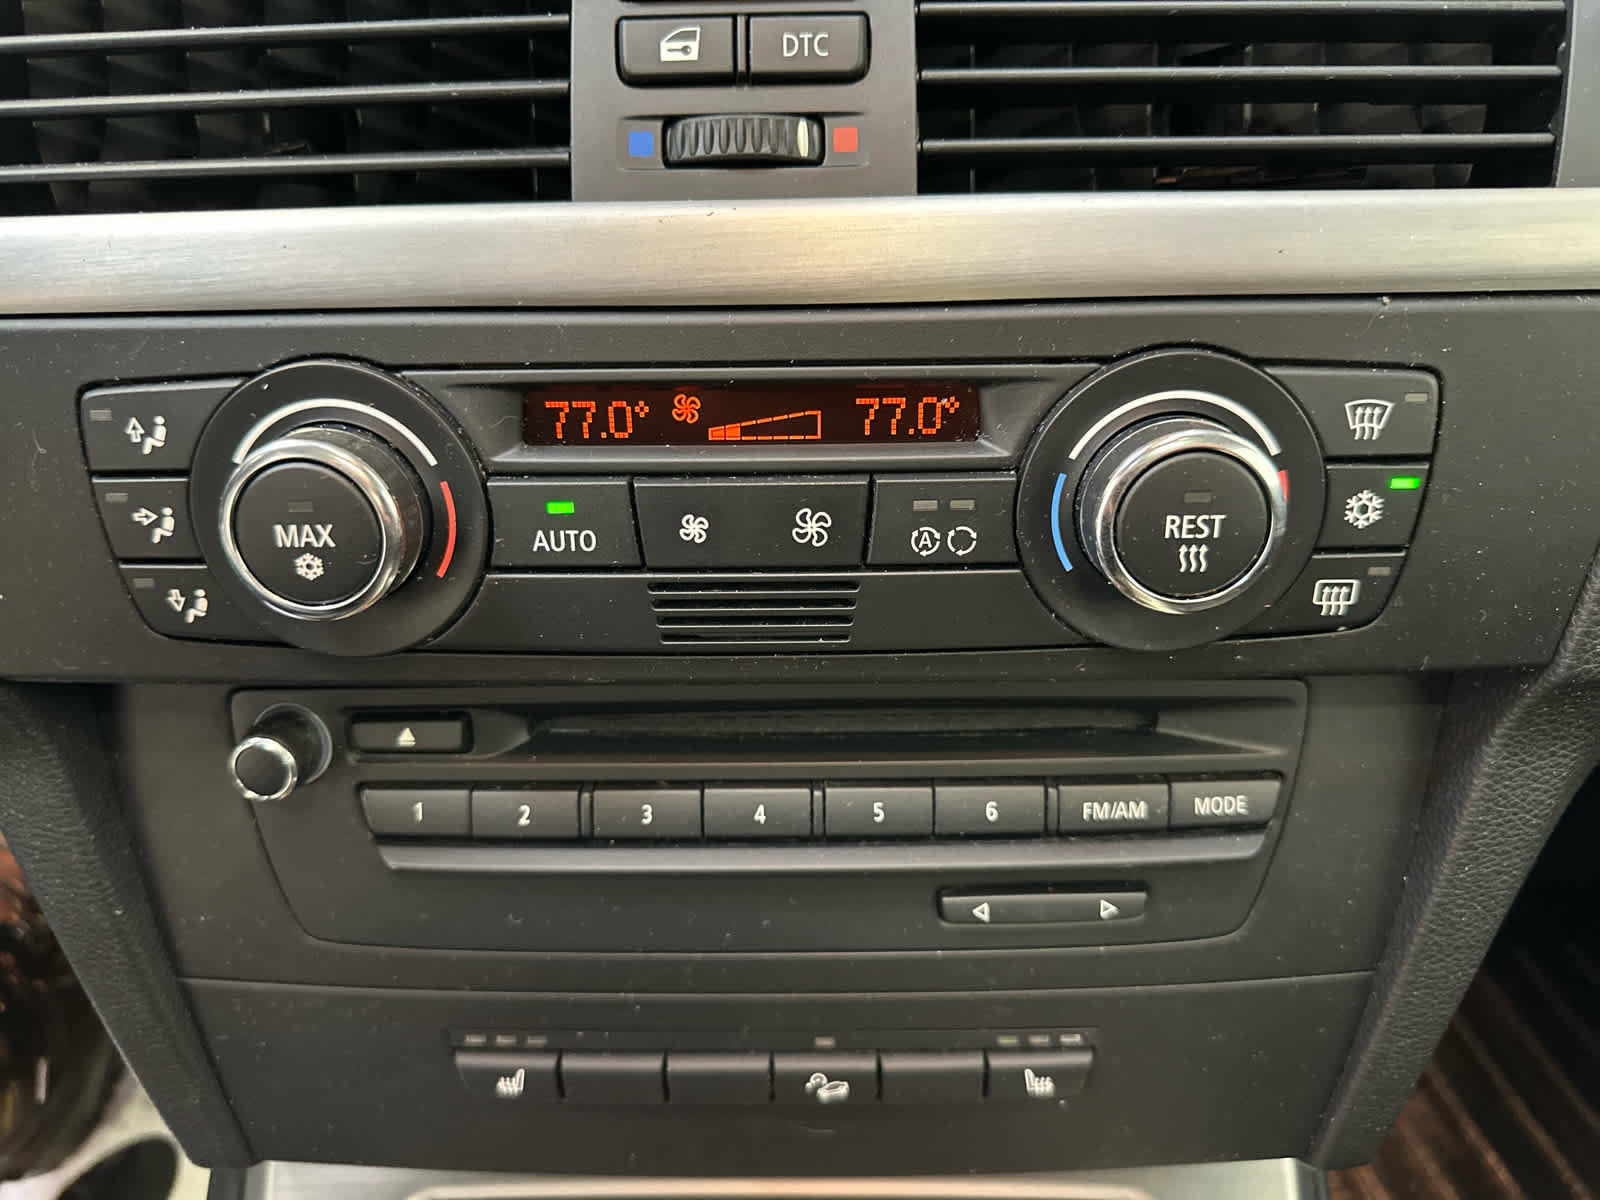 DTC
77.0°
77.0°
MAX
AUTO
A
REST
1
2
3
4
5
6
FM/AM
MODE